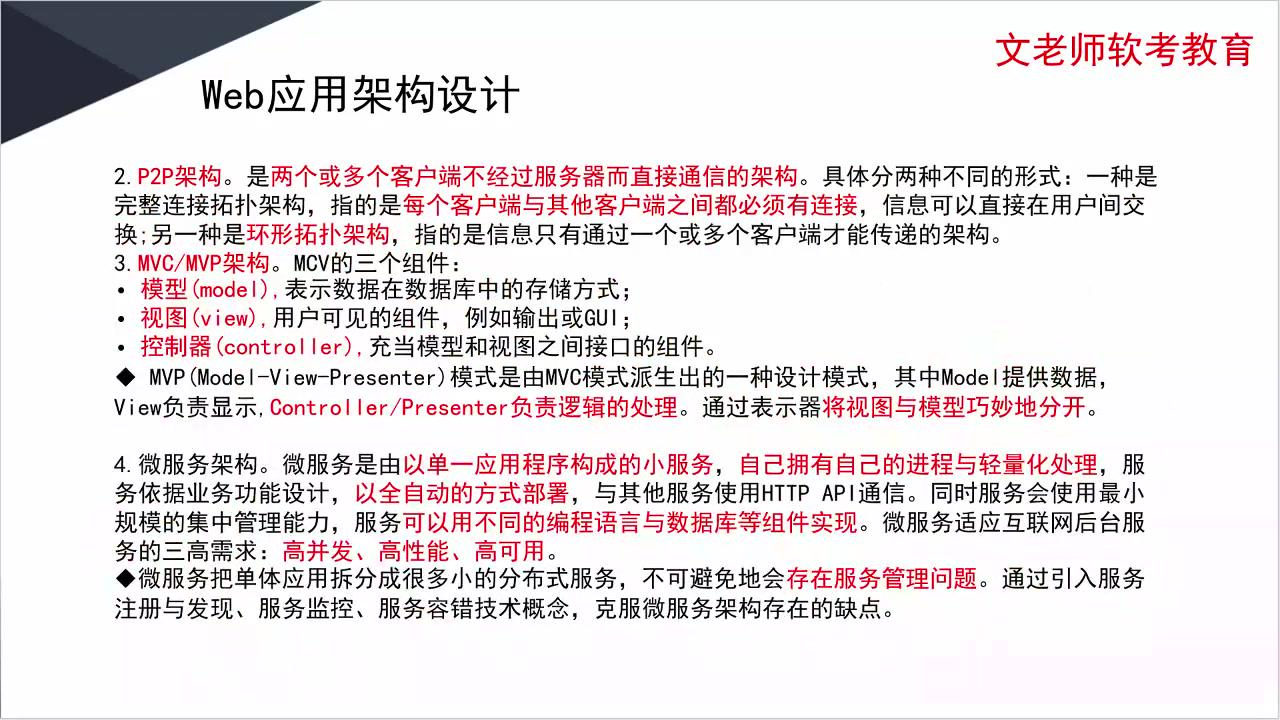 文老师软考教育
Web应用架构设计
2.P2P架构。是两个或多个客户端不经过服务器而直接通信的架构。具体分两种不同的形式：一种是
完整连接拓扑架构，指的是每个客户端与其他客户端之间都必须有连接，信息可以直接在用户间交
换;另一种是环形拓扑架构，指的是信息只有通过一个或多个客户端才能传递的架构。
3.MVC/MVP架构。MCV的三个组件：
• 模型(model),表示数据在数据库中的存储方式；
• 视图(view),用户可见的组件，例如输出或GUI；
• 控制器(controller),充当模型和视图之间接口的组件。
◆ MVP(Model-View-Presenter)模式是由MVC模式派生出的一种设计模式，其中Model提供数据，
View负责显示,Controller/Presenter负责逻辑的处理。通过表示器将视图与模型巧妙地分开。
4.微服务架构。微服务是由以单一应用程序构成的小服务，自己拥有自己的进程与轻量化处理，服
务依据业务功能设计，以全自动的方式部署，与其他服务使用HTTP API通信。同时服务会使用最小
规模的集中管理能力，服务可以用不同的编程语言与数据库等组件实现。微服务适应互联网后台服
务的三高需求：高并发、高性能、高可用。
◆微服务把单体应用拆分成很多小的分布式服务，不可避免地会存在服务管理问题。通过引入服务
注册与发现、服务监控、服务容错技术概念，克服微服务架构存在的缺点。